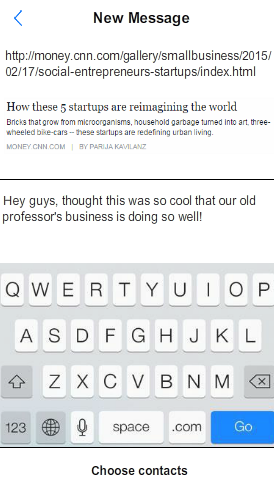 New Message
http://money.cnn.com/gallery/smallbusiness/2015/
02/17/social-entrepreneurs-startups/index.html
How these 5 startups are reimagining the world
Bricks that grow from microorganisms, household garbage turned into art, three-
wheeled bike-cars -- these startups are redefining urban living.
MONEY.CNN.COM | BY PARIJA KAVILANZ
Hey guys, thought this was so cool that our old
professor's business is doing so well!
Q W E R T Y U I O P
A S D F G H J K L
Z X C V B N M
123 space .com Go
Choose contacts